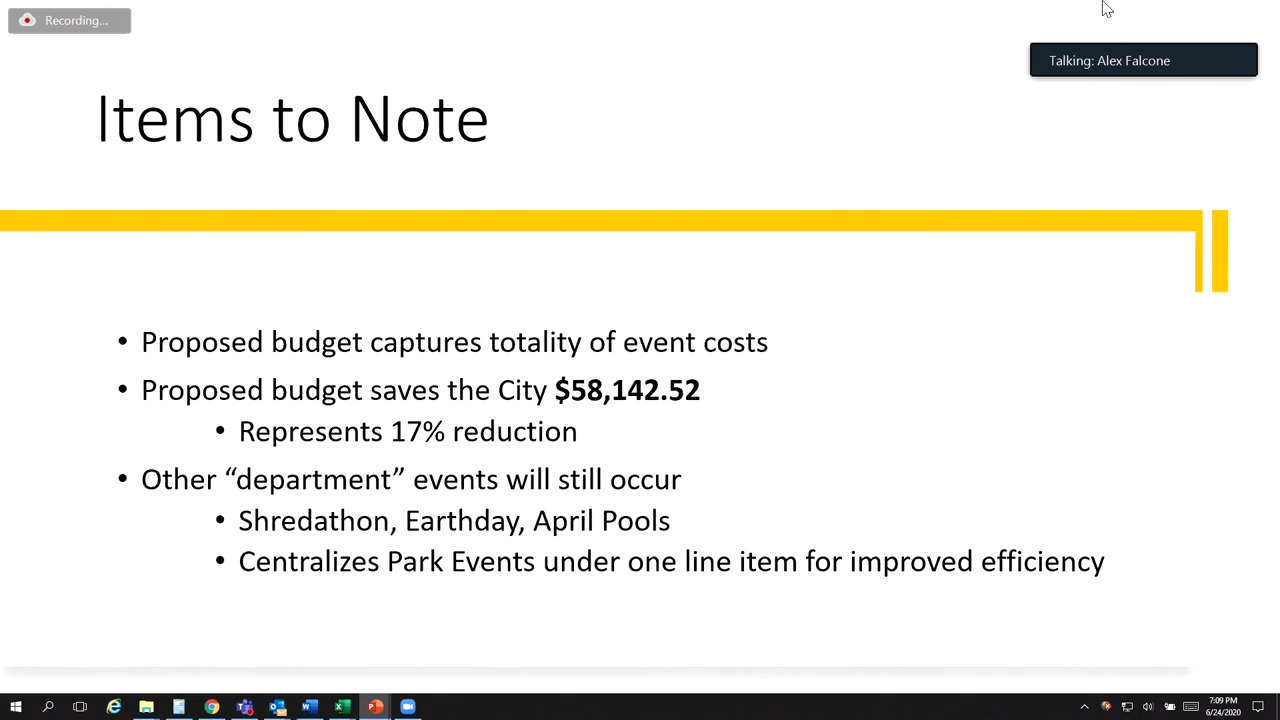 Recording...
Talking: Alex Falcone
Items to Note
• Proposed budget captures totality of event costs
• Proposed budget saves the City $58,142.52
• Represents 17% reduction
• Other “department” events will still occur
• Shredathon, Earthday, April Pools
• Centralizes Park Events under one line item for improved efficiency
7:09 PM
6/24/2020